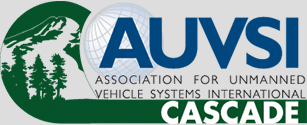 AUVSI
ASSOCIATION FOR UNMANNED
VEHICLE SYSTEMS INTERNATIONAL
CASCADE